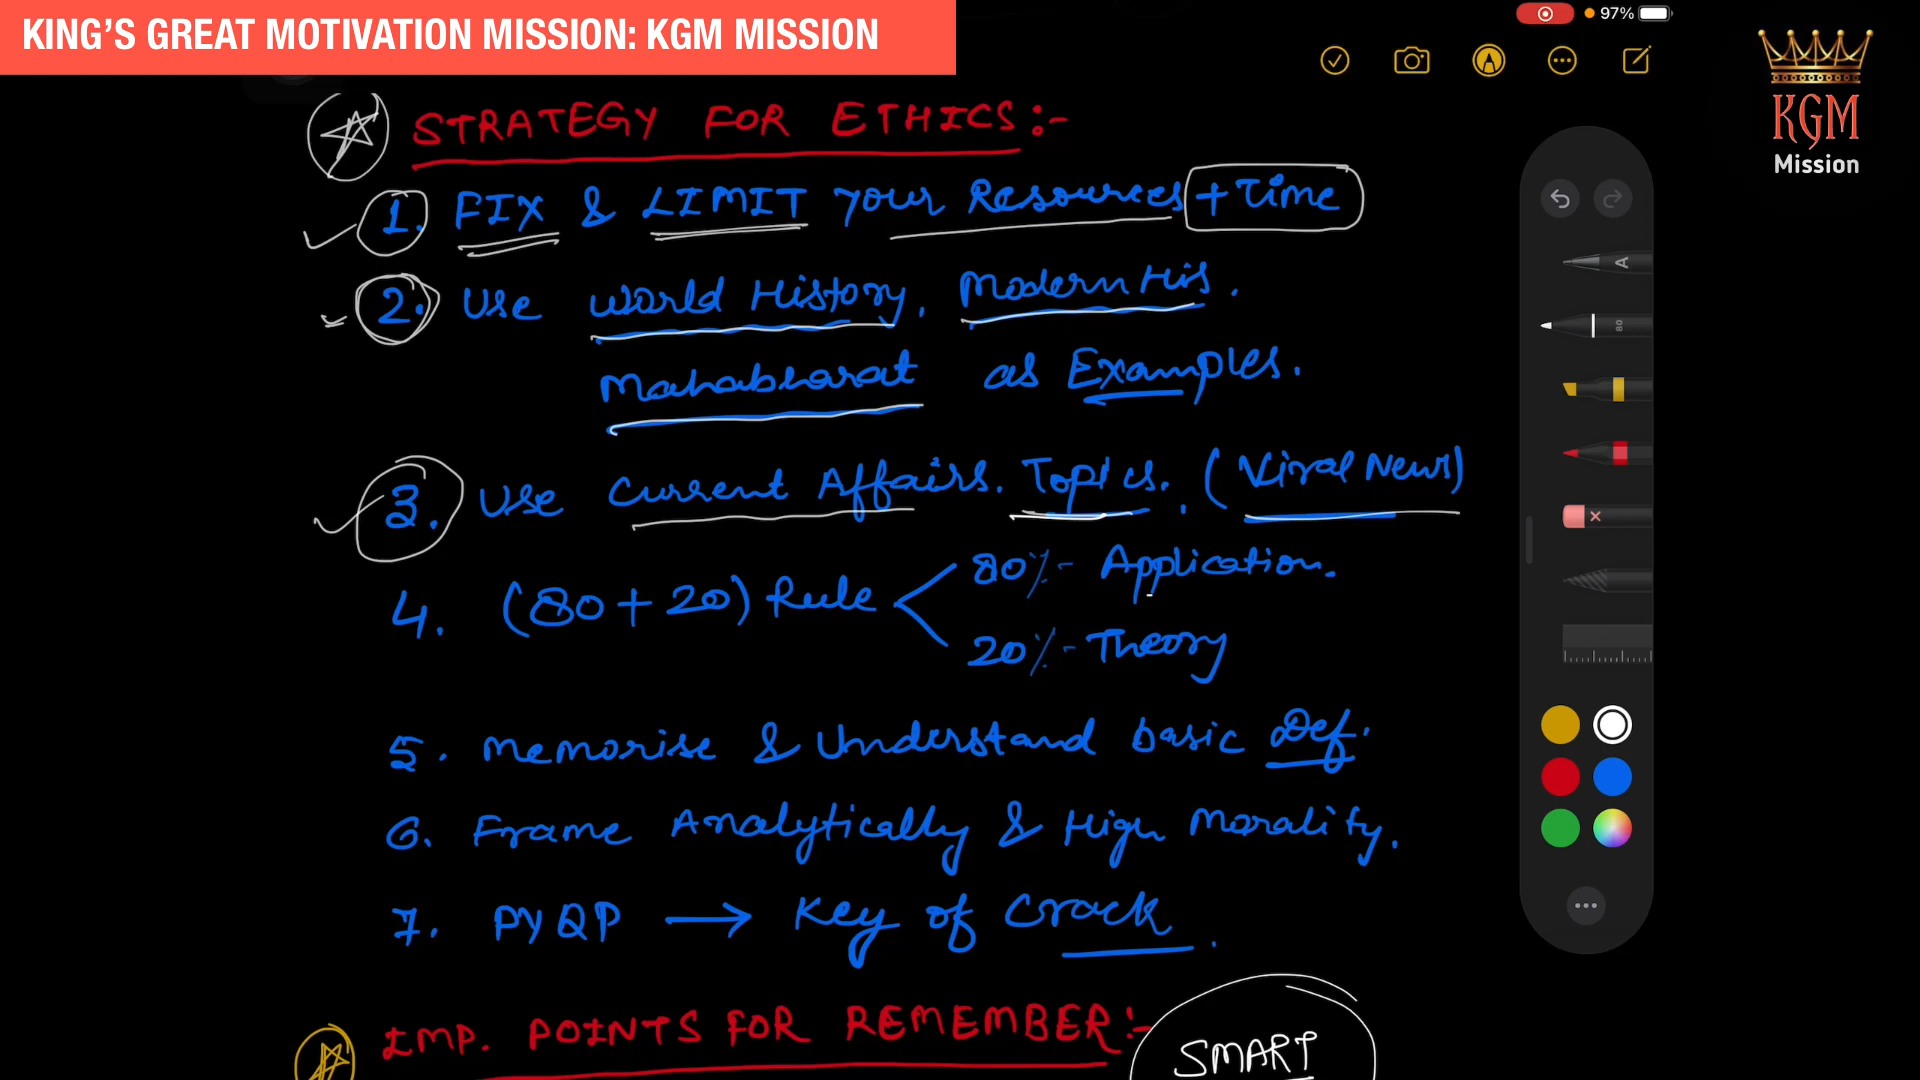 KING'S GREAT MOTIVATION MISSION: KGM MISSION
97%
KGM
Mission
STRATEGY FOR ETHICS:-
1. FIX & LIMIT your Resources + Time
2. Use World History, Modern His.
Mahabharat as Examples.
3. Use Current Affairs. Topics. (Viral News)
4. (80+20) Rule
80%- Application.
20%- Theory
5. Memorise & Understand basic Def.
6. Frame Analytically & High Morality.
7. PYQP → Key of Crack.
IMP. POINTS FOR REMEMBER:-
SMART
A
80